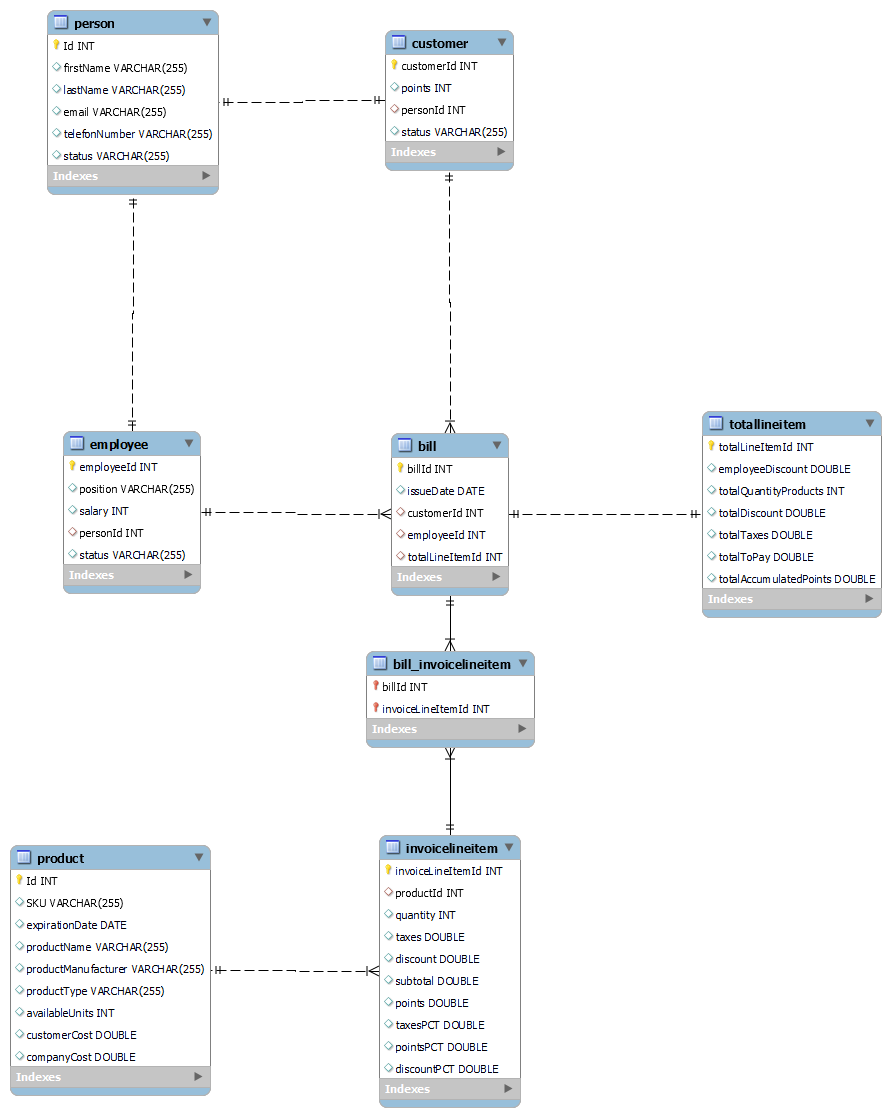 person
Id INT
firstName VARCHAR(255)
lastName VARCHAR(255)
email VARCHAR(255)
telefonNumber VARCHAR(255)
status VARCHAR(255)
Indexes
customer
customerId INT
points INT
personId INT
status VARCHAR(255)
Indexes
employee
employeeId INT
position VARCHAR(255)
salary INT
personId INT
status VARCHAR(255)
Indexes
bill
billId INT
issueDate DATE
customerId INT
employeeId INT
totalLineItemId INT
Indexes
totallineitem
totalLineItemId INT
employeeDiscount DOUBLE
totalQuantityProducts INT
totalDiscount DOUBLE
totalTaxes DOUBLE
totalToPay DOUBLE
totalAccumulatedPoints DOUBLE
Indexes
bill_invoicelineitem
billId INT
invoiceLineItemId INT
Indexes
product
Id INT
SKU VARCHAR(255)
expirationDate DATE
productName VARCHAR(255)
productManufacturer VARCHAR(255)
productType VARCHAR(255)
availableUnits INT
customerCost DOUBLE
companyCost DOUBLE
Indexes
invoicelineitem
invoiceLineItemId INT
productId INT
quantity INT
taxes DOUBLE
discount DOUBLE
subtotal DOUBLE
points DOUBLE
taxesPCT DOUBLE
pointsPCT DOUBLE
discountPCT DOUBLE
Indexes